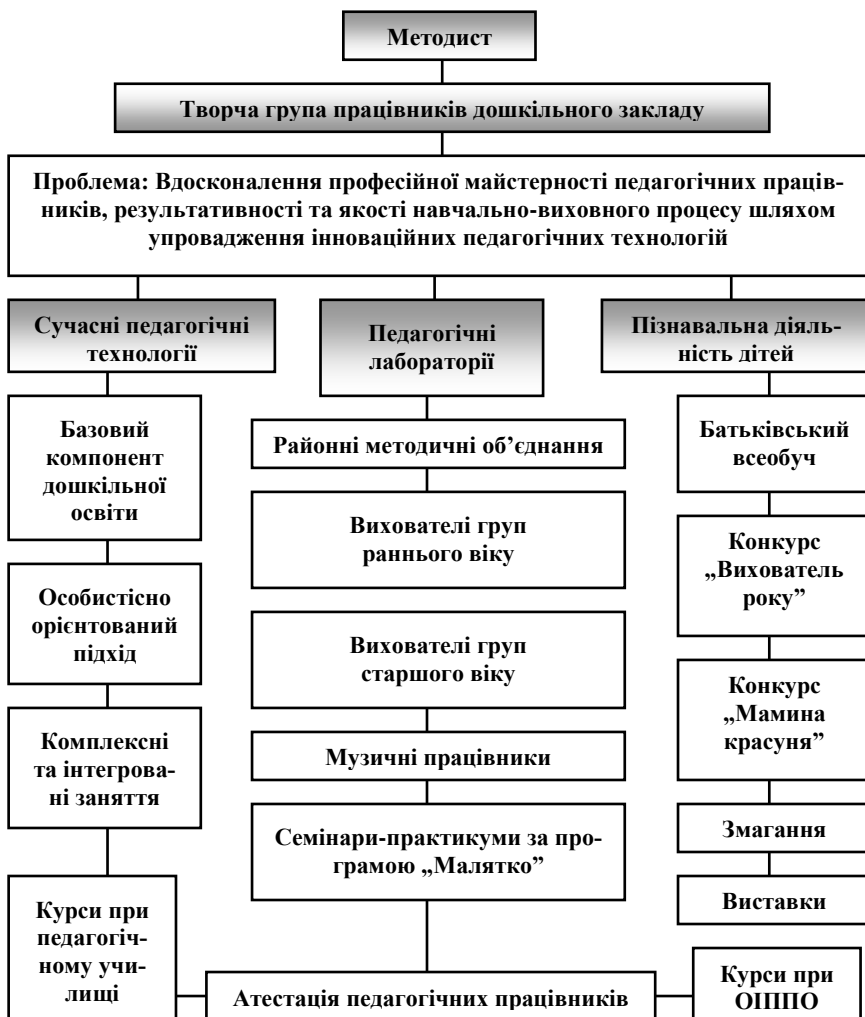 Методист
Творча група працівників дошкільного закладу
Проблема: Вдосконалення професійної майстерності педагогічних праців-
ників, результативності та якості навчально-виховного процесу шляхом
упровадження інноваційних педагогічних технологій
Сучасні педагогічні
технології
Базовий
компонент
дошкільної
освіти
Особистісно
орієнтований
підхід
Комплексні
та інтегрова-
ні заняття
Курси при
педагогіч-
ному учи-
лищі
Педагогічні
лабораторії
Районні методичні об’єднання
Вихователі груп
раннього віку
Вихователі груп
старшого віку
Музичні працівники
Семінари-практикуми за про-
грамою „Малятко”
Атестація педагогічних працівників
Пізнавальна діяль-
ність дітей
Батьківський
всеобуч
Конкурс
„Вихователь
року”
Конкурс
„Мамина
красуня”
Змагання
Виставки
Курси при
ОІППО